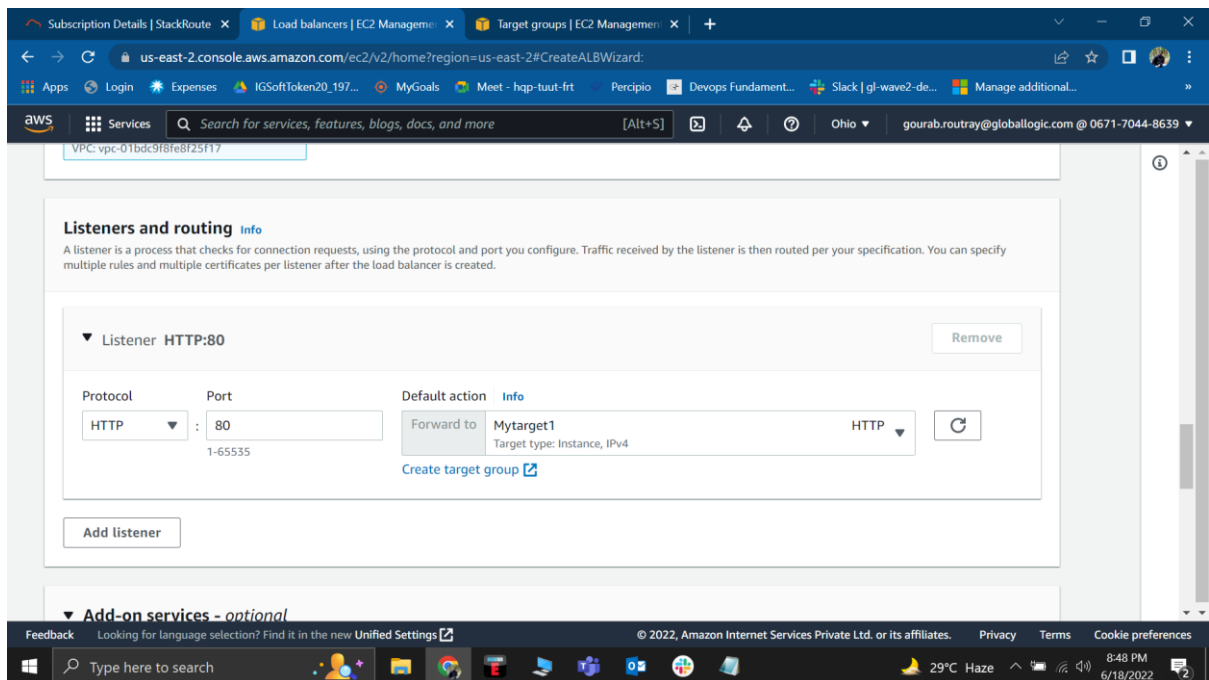 Subscription Details | StackRoute
Load balancers | EC2 Managemen
Target groups | EC2 Management
us-east-2.console.aws.amazon.com/ec2/v2/home?region=us-east-2#CreateALBWizard:
Apps Login Expenses IGSoftToken20_197... MyGoals Meet - hqp-tuut-frt Percipio Devops Fundament... Slack | gl-wave2-de... Manage additional... »
aws Services Search for services, features, blogs, docs, and more [Alt+S] Ohio gourab.routray@globallogic.com @ 0671-7044-8639
VPC: vpc-01bdc9f8fe8f25f17
Listeners and routing Info
A listener is a process that checks for connection requests, using the protocol and port you configure. Traffic received by the listener is then routed per your specification. You can specify
multiple rules and multiple certificates per listener after the load balancer is created.
Listener HTTP:80 Remove
Protocol Port Default action Info
HTTP : 80 Forward to Mytarget1 HTTP
Target type: Instance, IPv4
1-65535
Create target group
Add listener
Add-on services - optional
Feedback Looking for language selection? Find it in the new Unified Settings © 2022, Amazon Internet Services Private Ltd. or its affiliates. Privacy Terms Cookie preferences
Type here to search 29°C Haze 8:48 PM
6/18/2022